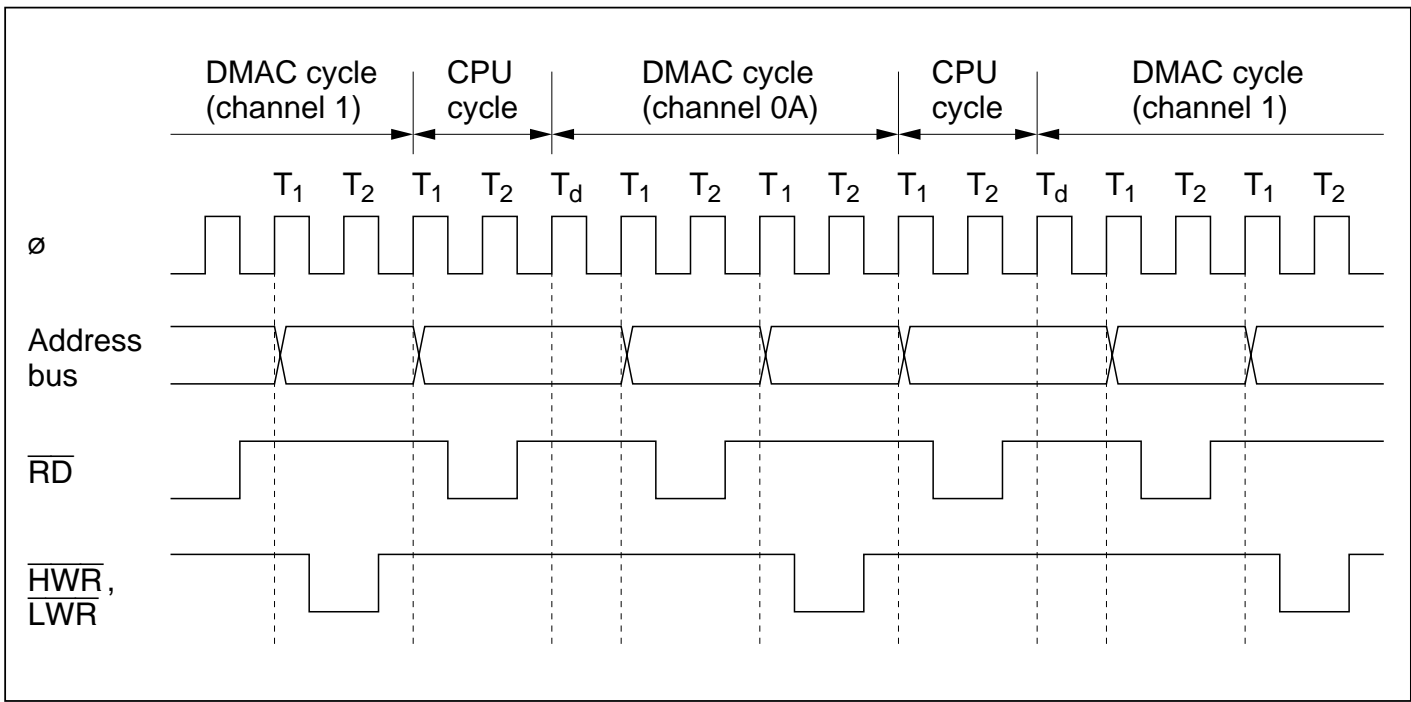 DMAC cycle (channel 1)
CPU cycle
DMAC cycle (channel 0A)
CPU cycle
DMAC cycle (channel 1)
T1 T2 T1 T2 Td T1 T2 T1 T2 T1 T2 Td T1 T2 T1 T2
ø
Address bus
RD
HWR,
LWR